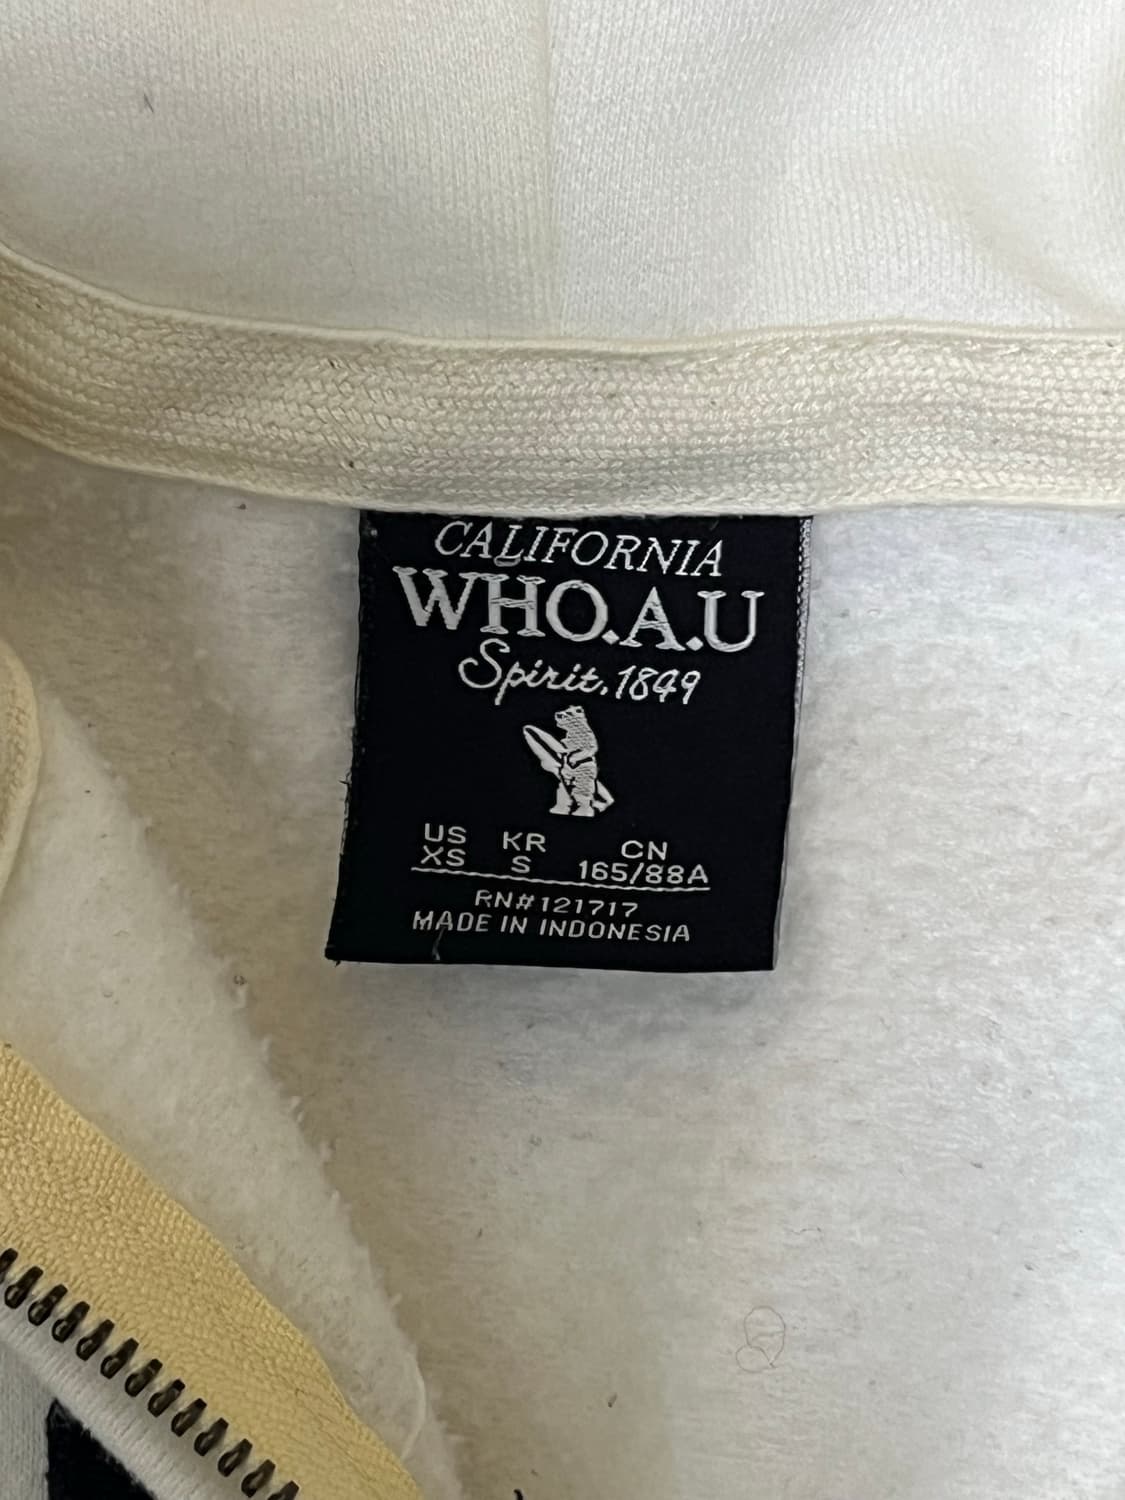 CALIFORNIA
WHO.A.U
Spirit.1849
US KR CN
XS S 165/88A
RN#121717
MADE IN INDONESIA